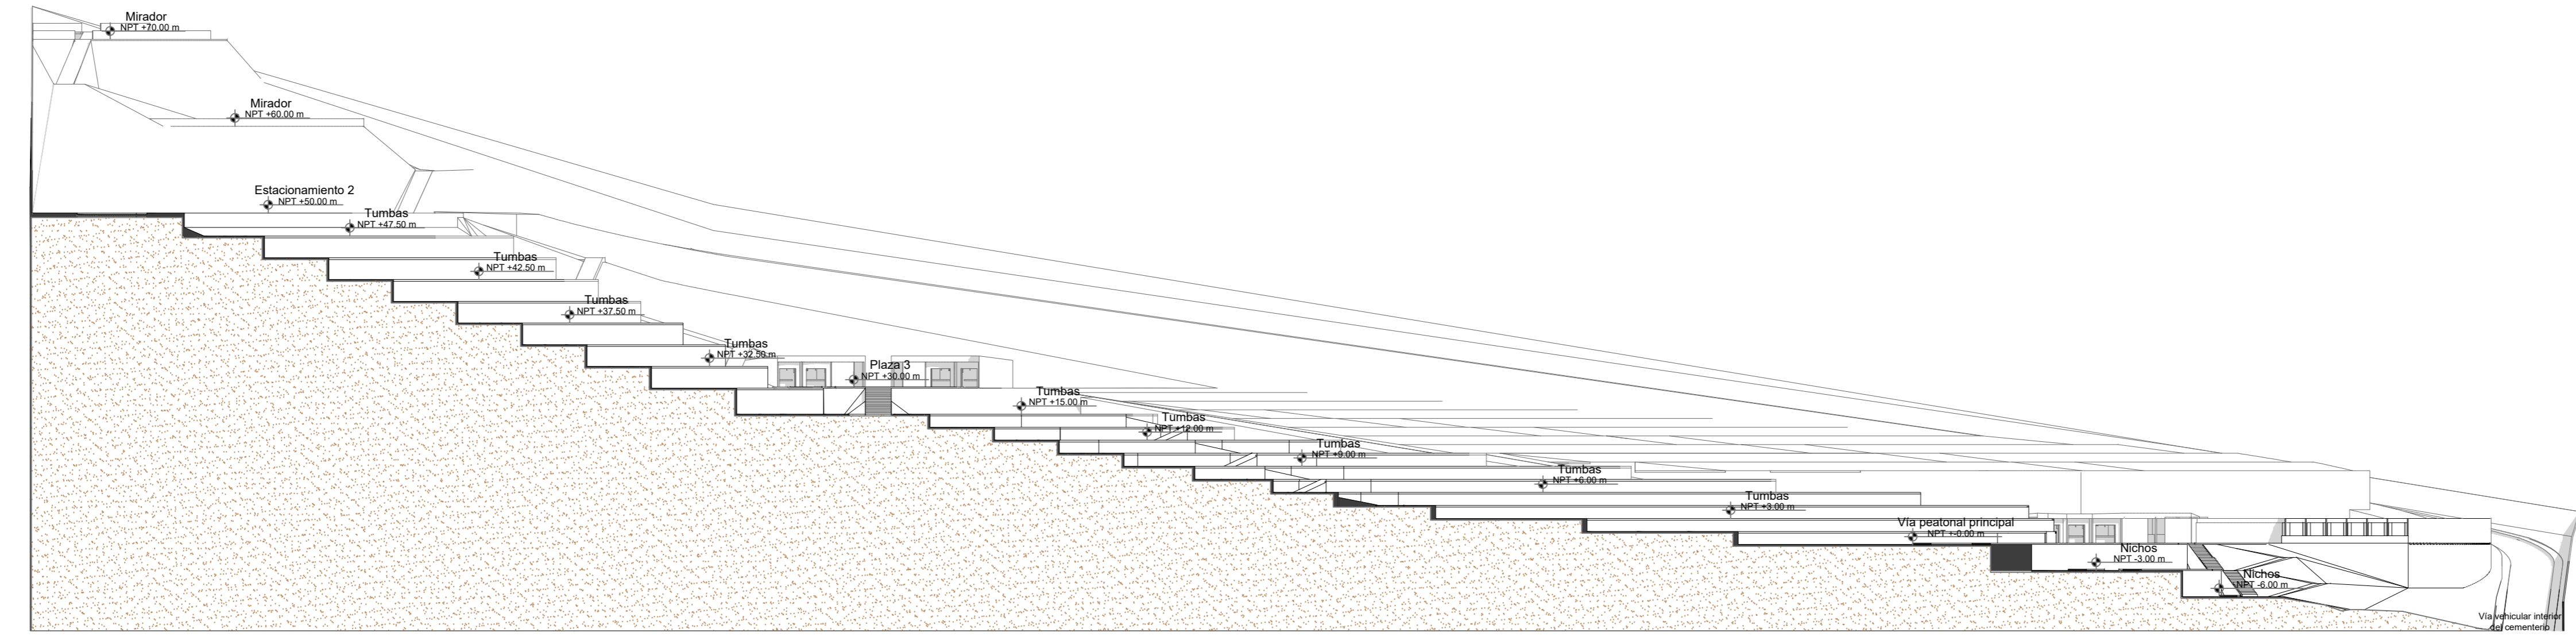 Mirador
NPT +70.00 m
Mirador
NPT +60.00 m
Estacionamiento 2
NPT +50.00 m
Tumbas
NPT +47.50 m
Tumbas
NPT +42.50 m
Tumbas
NPT +37.50 m
Tumbas
NPT +32.50 m
Plaza 3
NPT +30.00 m
Tumbas
NPT +15.00 m
Tumbas
NPT +12.00 m
Tumbas
NPT +9.00 m
Tumbas
NPT +6.00 m
Tumbas
NPT +3.00 m
Vía peatonal principal
NPT +-0.00 m
Nichos
NPT -3.00 m
Nichos
NPT -6.00 m
Vía vehicular interior
del cementerio